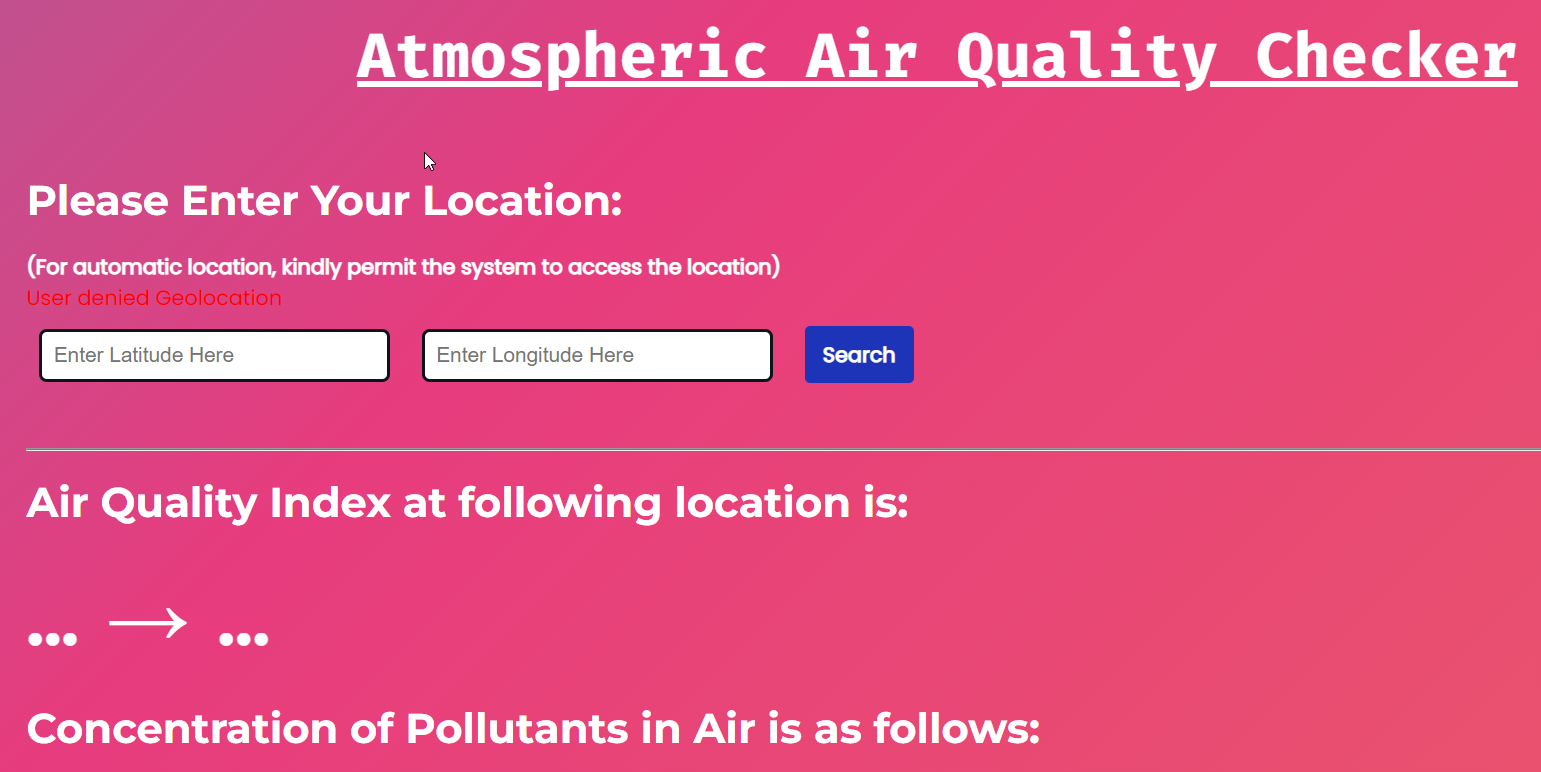 Atmospheric Air Quality Checker
Please Enter Your Location:
(For automatic location, kindly permit the system to access the location)
User denied Geolocation
Enter Latitude Here Enter Longitude Here Search
Air Quality Index at following location is:
... → ...
Concentration of Pollutants in Air is as follows: